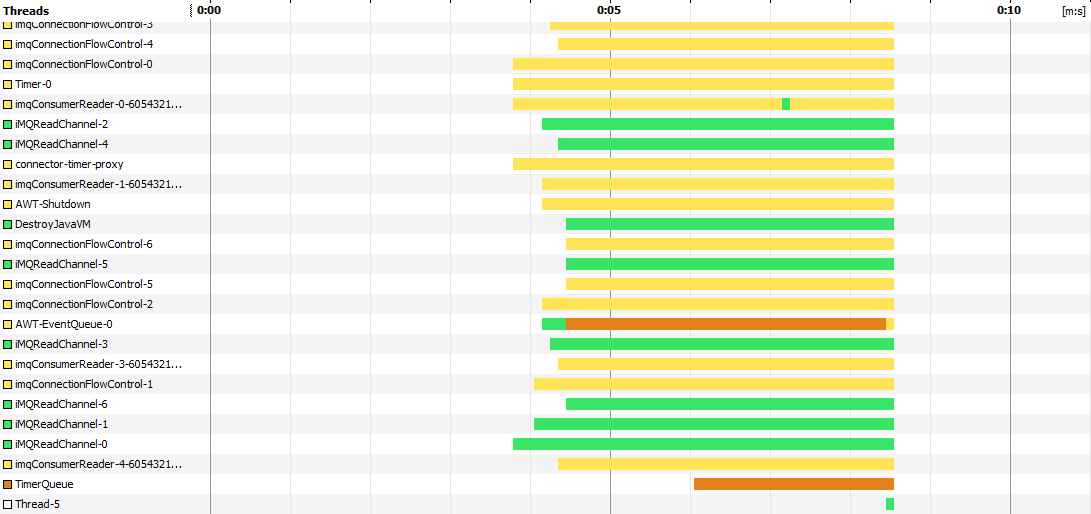 Threads 0:00 0:05 0:10 [m:s]
imqConnectionFlowControl-3
imqConnectionFlowControl-4
imqConnectionFlowControl-0
Timer-0
imqConsumerReader-0-6054321...
iMQReadChannel-2
iMQReadChannel-4
connector-timer-proxy
imqConsumerReader-1-6054321...
AWT-Shutdown
DestroyJavaVM
imqConnectionFlowControl-6
iMQReadChannel-5
imqConnectionFlowControl-5
imqConnectionFlowControl-2
AWT-EventQueue-0
iMQReadChannel-3
imqConsumerReader-3-6054321...
imqConnectionFlowControl-1
iMQReadChannel-6
iMQReadChannel-1
iMQReadChannel-0
imqConsumerReader-4-6054321...
TimerQueue
Thread-5